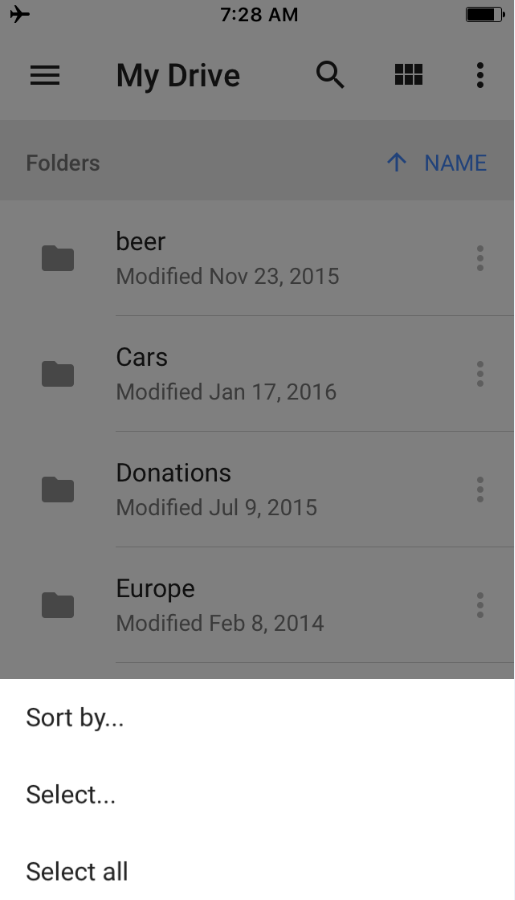 7:28 AM
My Drive
Folders
NAME
beer
Modified Nov 23, 2015
Cars
Modified Jan 17, 2016
Donations
Modified Jul 9, 2015
Europe
Modified Feb 8, 2014
Sort by...
Select...
Select all